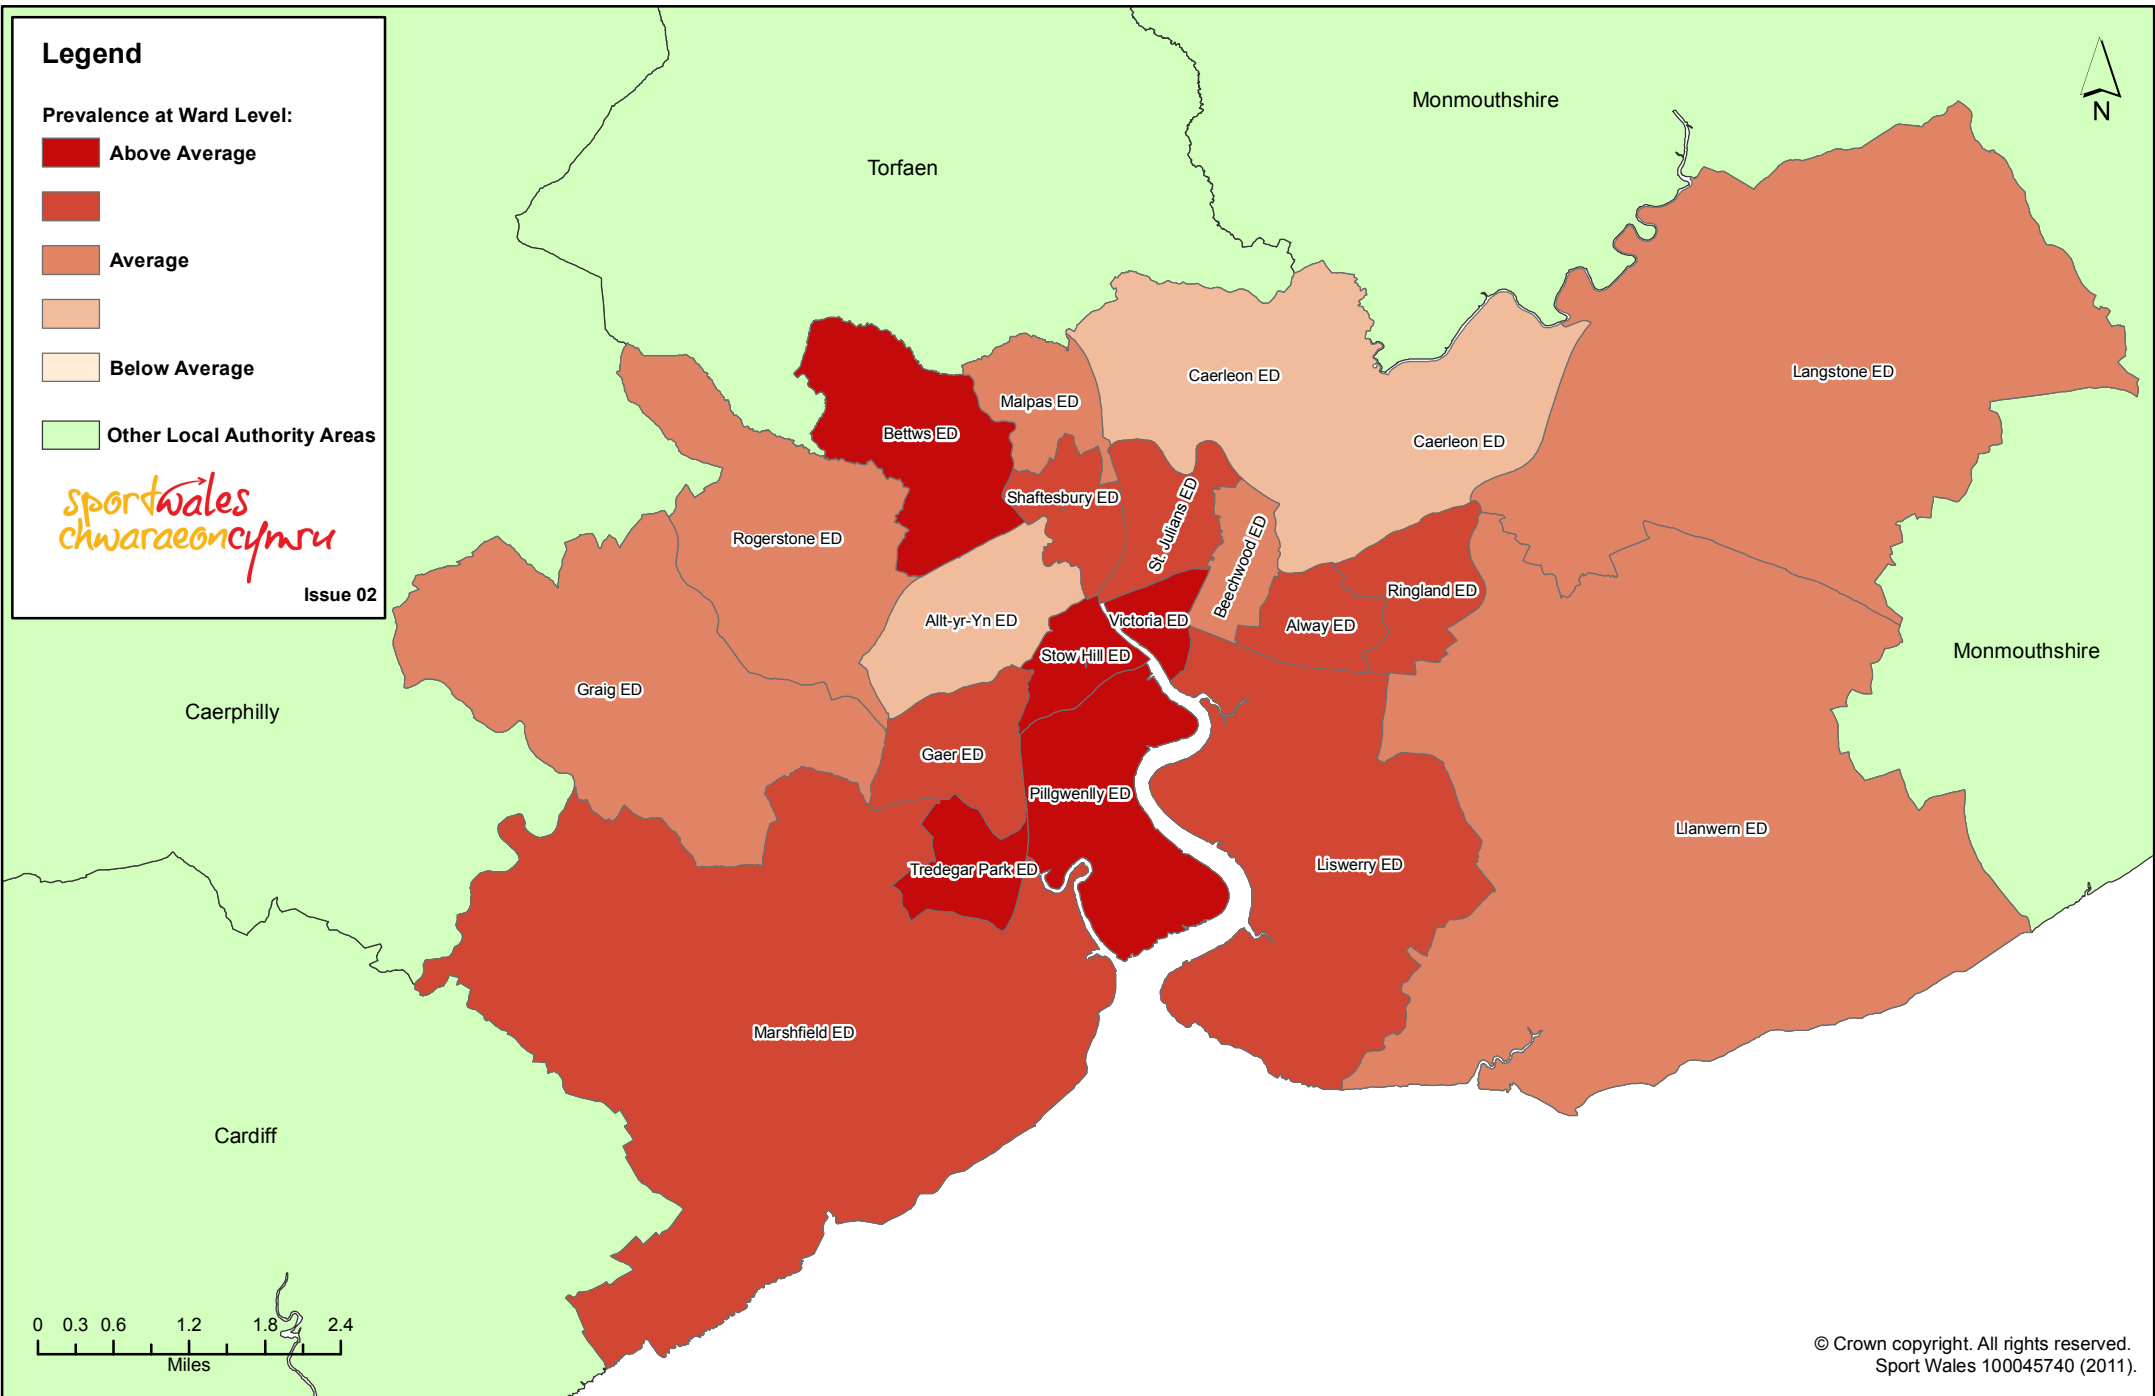 Legend
Prevalence at Ward Level:
Above Average
Average
Below Average
Other Local Authority Areas
sportwales
chwaraeoncymru
Issue 02
Monmouthshire
N
Torfaen
Caerleon ED
Langstone ED
Malpas ED
Bettws ED
Caerleon ED
Shaftesbury ED
St. Julians ED
Rogerstone ED
Beechwood ED
Ringland ED
Allt-yr-Yn ED
Victoria ED
Alway ED
Stow Hill ED
Monmouthshire
Graig ED
Caerphilly
Gaer ED
Pillgwenlly ED
Llanwern ED
Liswerry ED
Tredegar Park ED
Marshfield ED
Cardiff
0 0.3 0.6 1.2 1.8 2.4
Miles
© Crown copyright. All rights reserved.
Sport Wales 100045740 (2011).